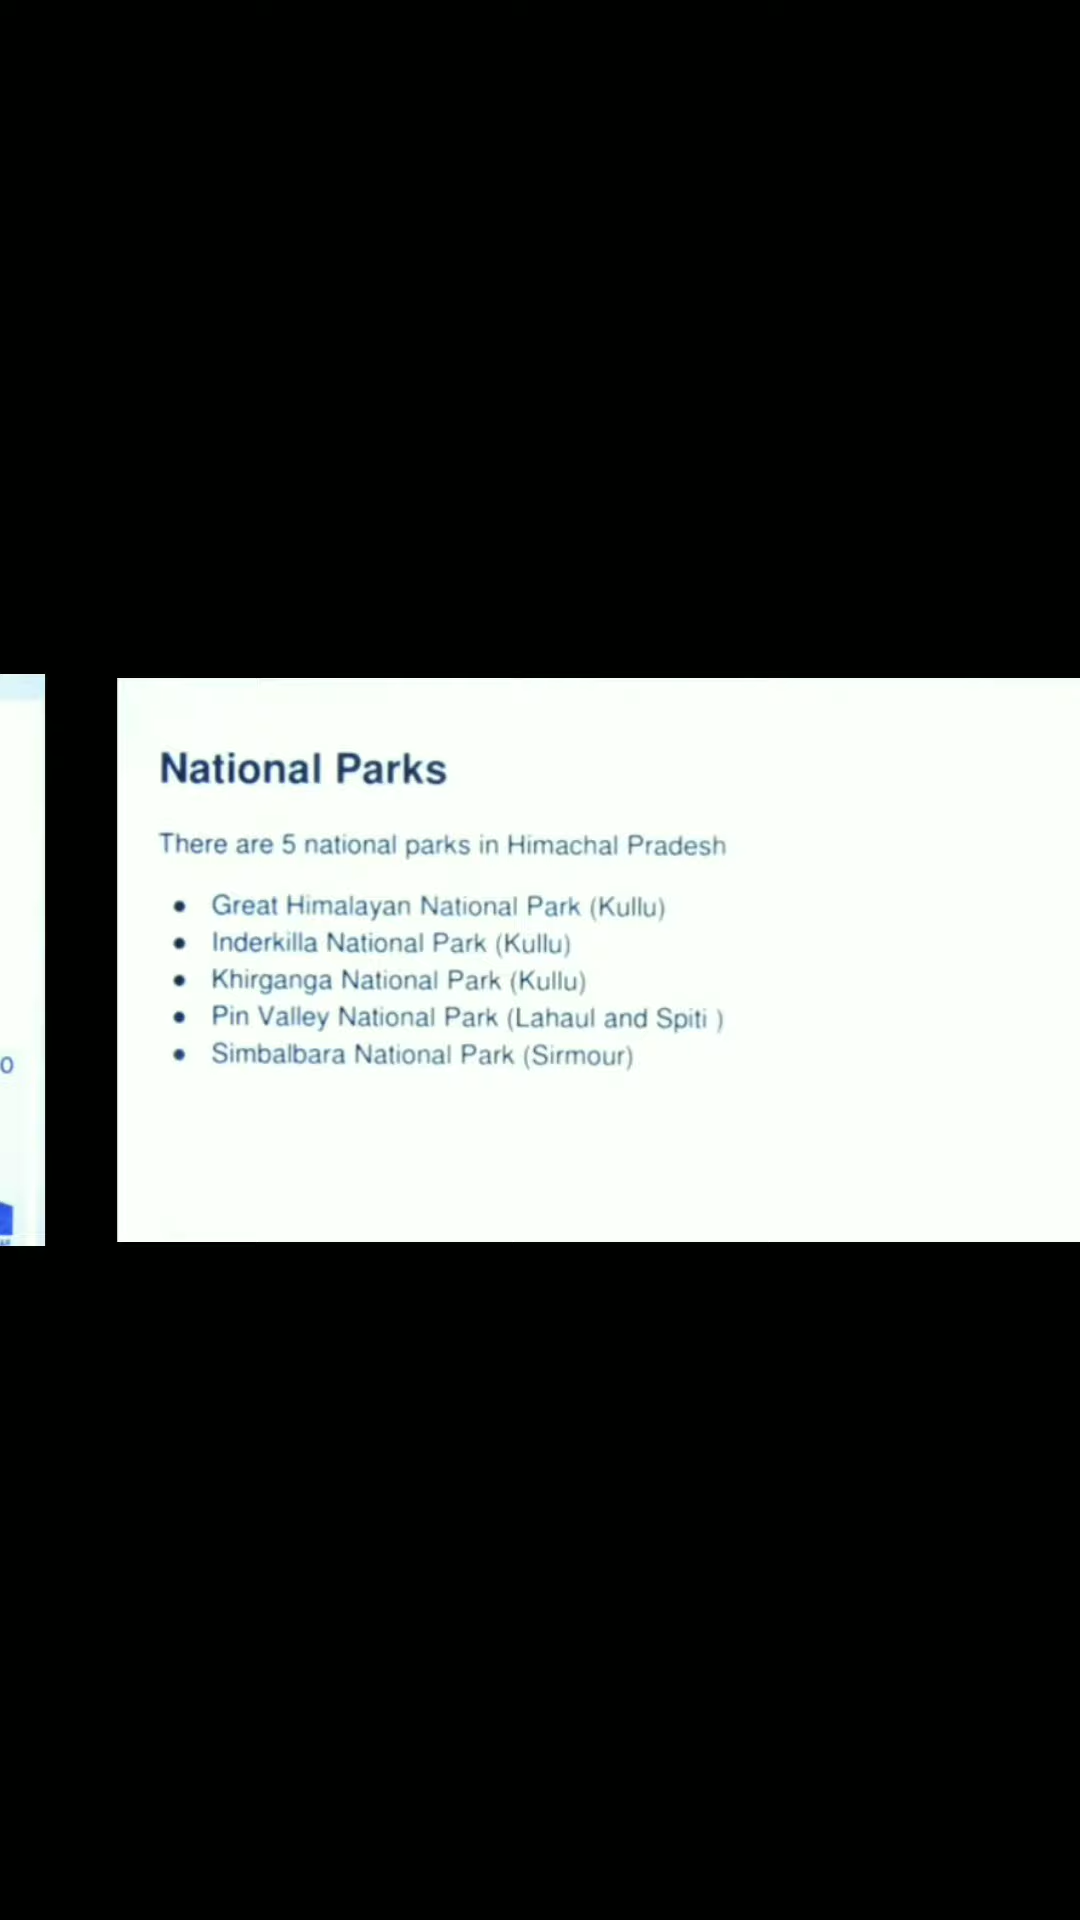 National Parks
There are 5 national parks in Himachal Pradesh
● Great Himalayan National Park (Kullu)
● Inderkilla National Park (Kullu)
● Khirganga National Park (Kullu)
● Pin Valley National Park (Lahaul and Spiti )
● Simbalbara National Park (Sirmour)